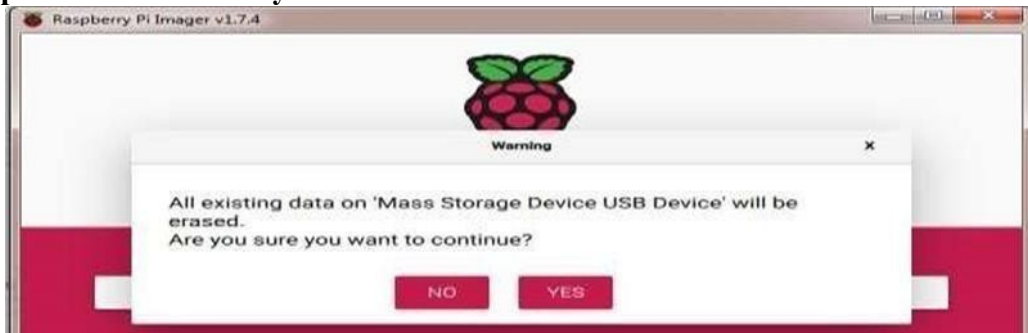 Raspberry Pi Imager v1.7.4
Warning
x
All existing data on 'Mass Storage Device USB Device' will be
erased.
Are you sure you want to continue?
NO YES